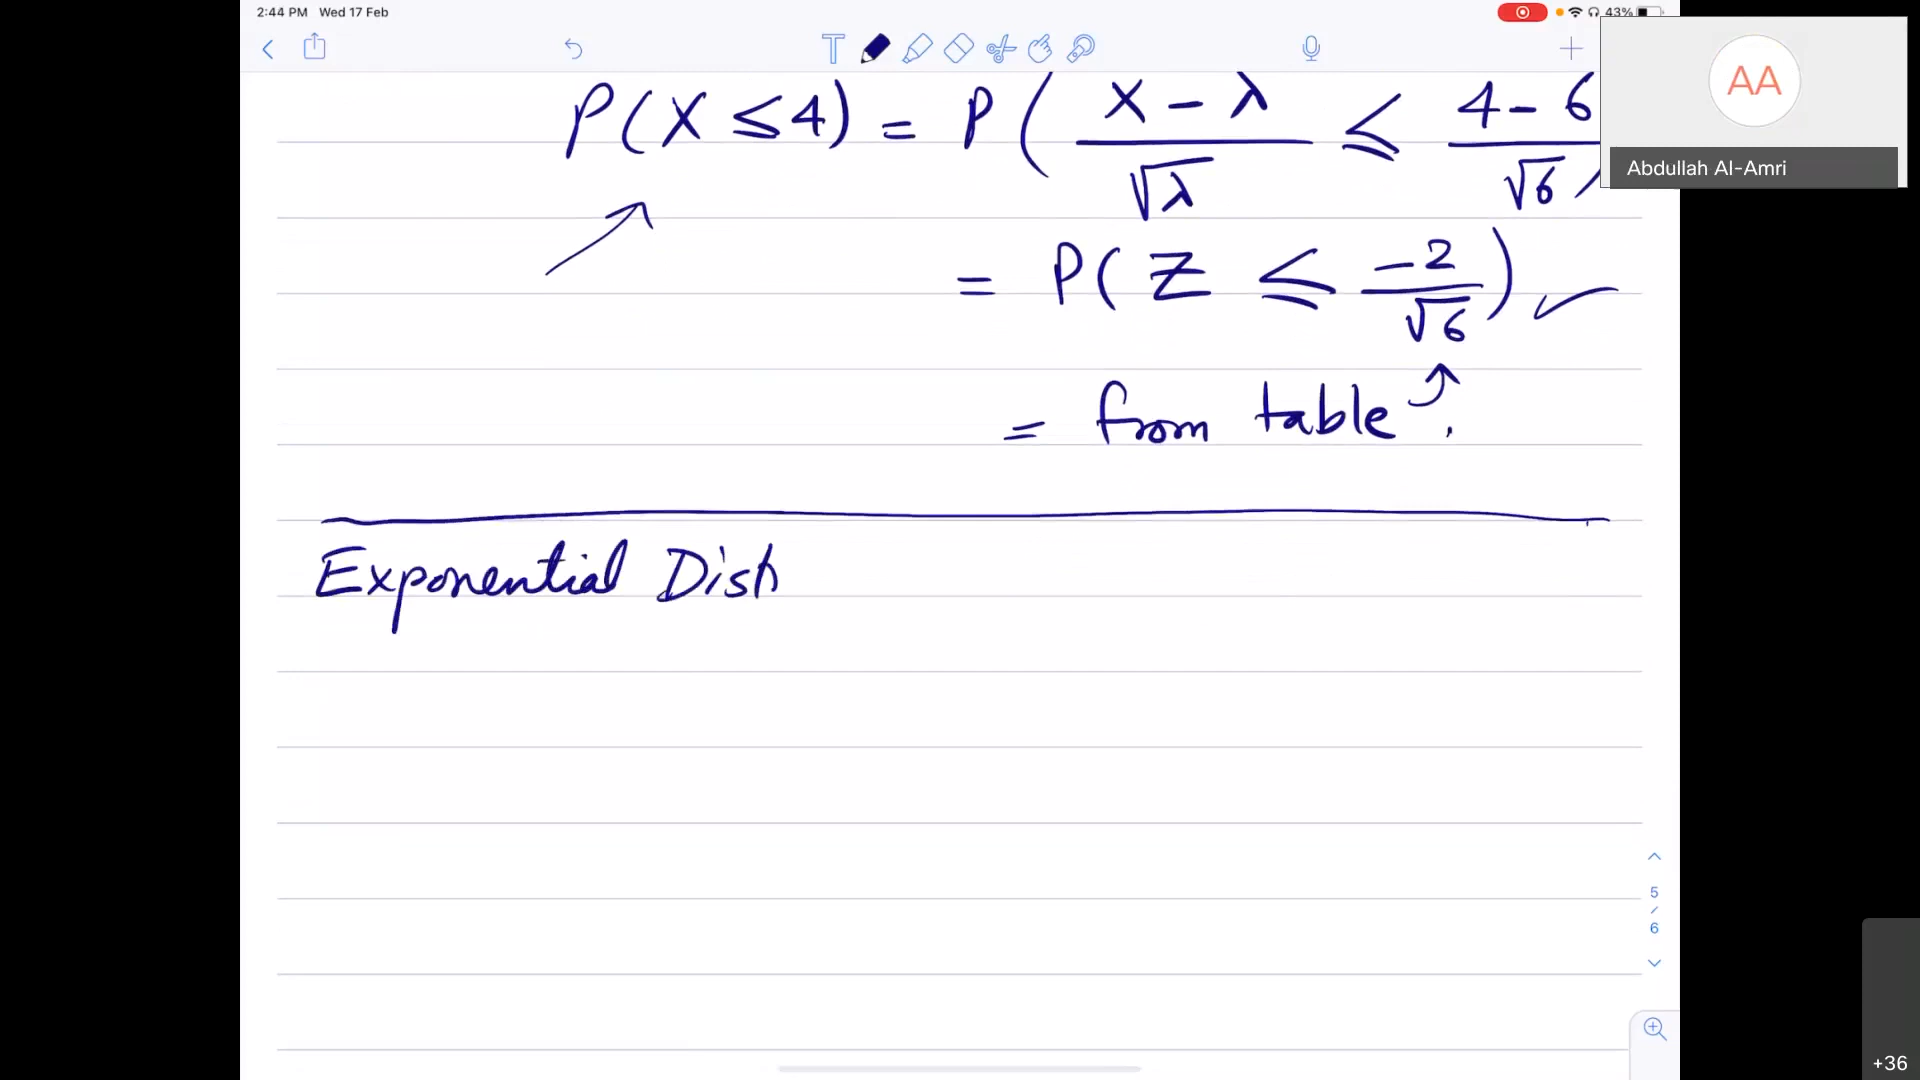 2:44 PM Wed 17 Feb
43%
AA
Abdullah Al-Amri
P(X ≤ 4) = P( X - λ / √λ ≤ 4 - 6 / √6 )
= P( Z ≤ -2 / √6 )
= from table .
Exponential Dist
5
/
6
+36